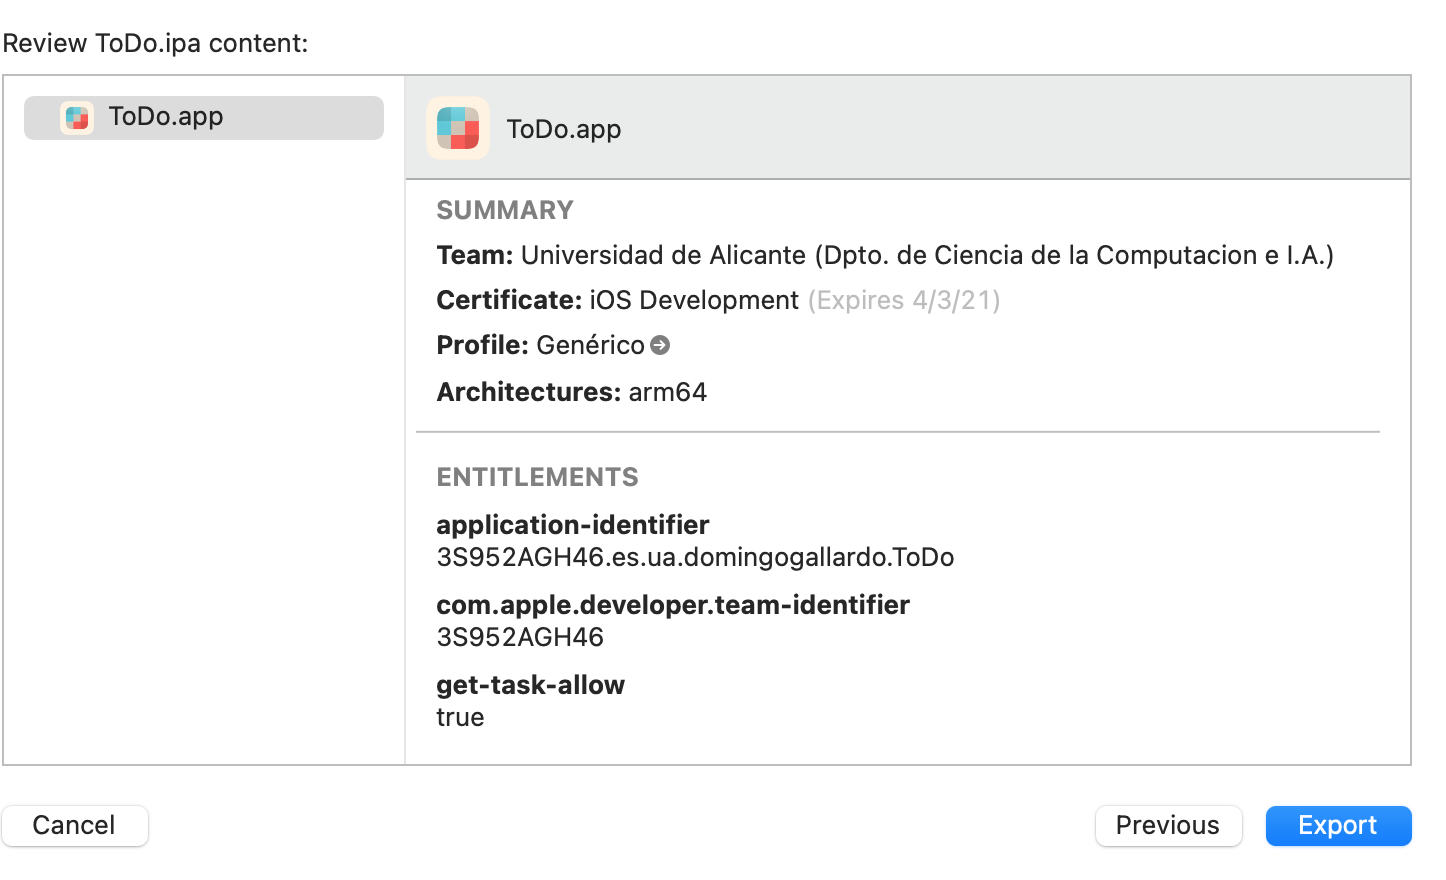 Review ToDo.ipa content:
ToDo.app
ToDo.app
SUMMARY
Team: Universidad de Alicante (Dpto. de Ciencia de la Computacion e I.A.)
Certificate: iOS Development (Expires 4/3/21)
Profile: Genérico
Architectures: arm64
ENTITLEMENTS
application-identifier
3S952AGH46.es.ua.domingogallardo.ToDo
com.apple.developer.team-identifier
3S952AGH46
get-task-allow
true
Cancel
Previous
Export